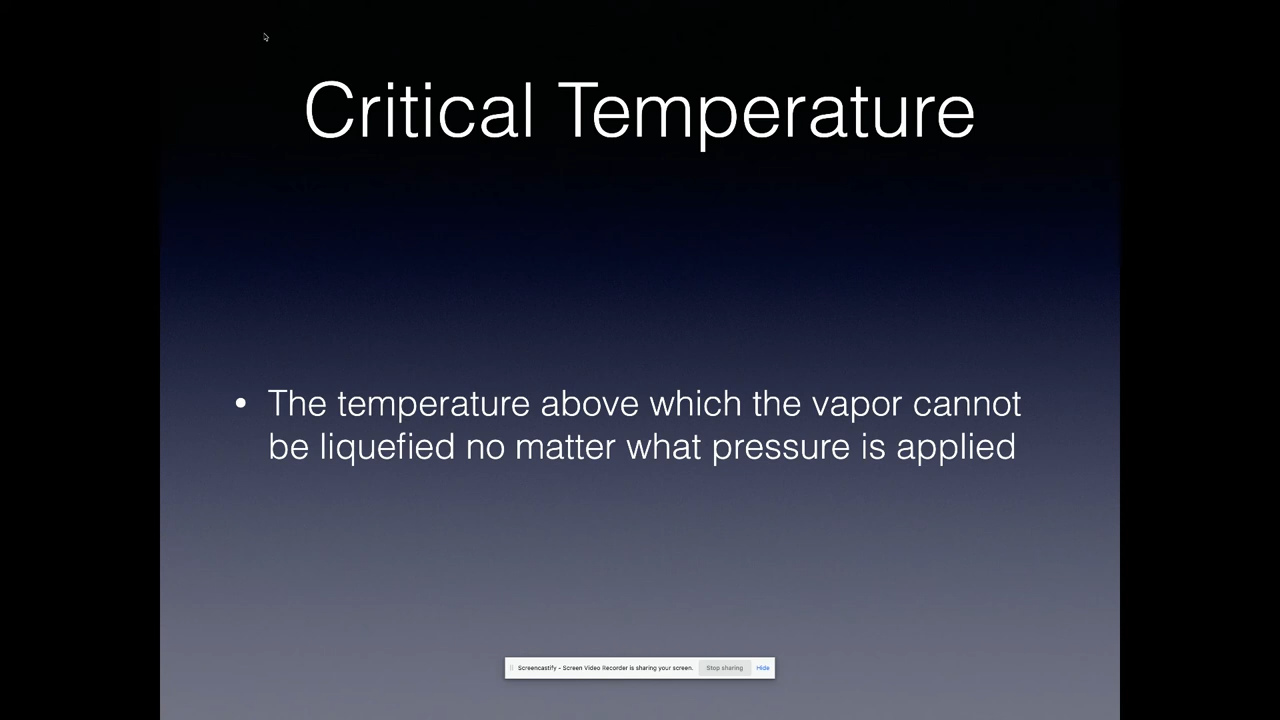 Critical Temperature
• The temperature above which the vapor cannot
be liquefied no matter what pressure is applied
Screencastify - Screen Video Recorder is sharing your screen. Stop sharing Hide